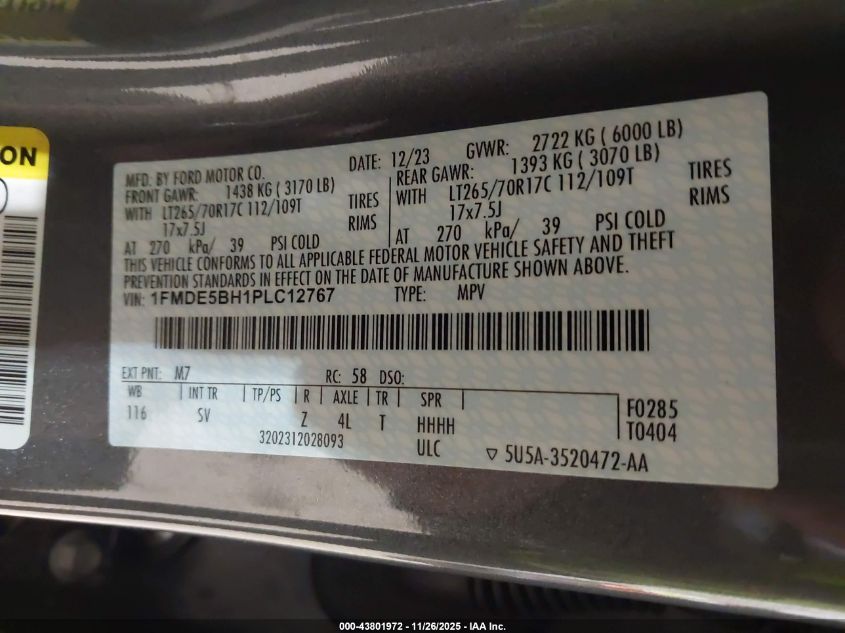 ON
MFD. BY FORD MOTOR CO.
DATE: 12/23
GVWR: 2722 KG ( 6000 LB)
FRONT GAWR: 1438 KG ( 3170 LB)
REAR GAWR: 1393 KG ( 3070 LB)
WITH LT265/70R17C 112/109T TIRES
WITH LT265/70R17C 112/109T TIRES
17x7.5J RIMS
17x7.5J RIMS
AT 270 kPa/ 39 PSI COLD
AT 270 kPa/ 39 PSI COLD
THIS VEHICLE CONFORMS TO ALL APPLICABLE FEDERAL MOTOR VEHICLE SAFETY AND THEFT
PREVENTION STANDARDS IN EFFECT ON THE DATE OF MANUFACTURE SHOWN ABOVE.
VIN: 1FMDE5BH1PLC12767 TYPE: MPV
EXT PNT: M7 RC: 58 DSO:
WB | INT TR | TP/PS | R | AXLE | TR | SPR
116 SV Z 4L T HHHH
3202312028093 ULC
F0285
T0404
▽ 5U5A-3520472-AA
000-43801972 - 11/26/2025 - IAA Inc.